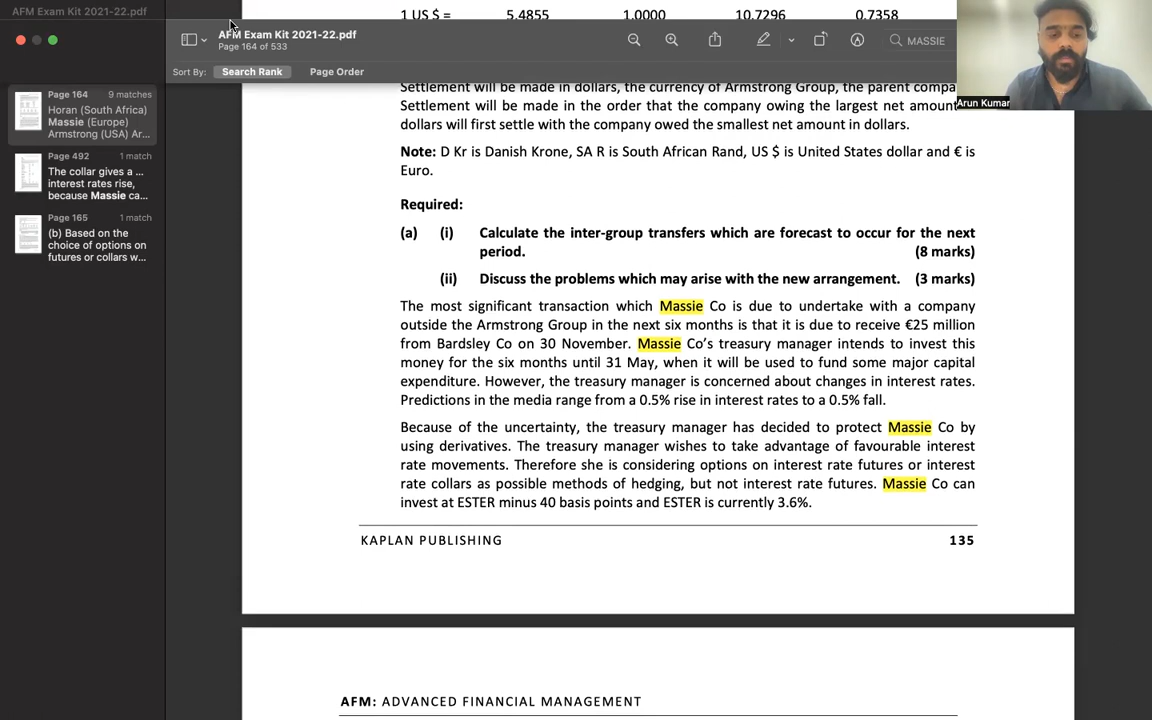 AFM Exam Kit 2021-22.pdf
1 US $ = 5.4855 1.0000 10.7296 0.7358
AFM Exam Kit 2021-22.pdf
Page 164 of 533
MASSIE
Sort By: Search Rank Page Order
Page 164 9 matches
Horan (South Africa)
Massie (Europe)
Armstrong (USA) Ar...
Page 492 1 match
The collar gives a ...
interest rates rise,
because Massie ca...
Page 165 1 match
(b) Based on the
choice of options on
futures or collars w...
Settlement will be made in dollars, the currency of Armstrong Group, the parent compa
Settlement will be made in the order that the company owing the largest net amount
dollars will first settle with the company owed the smallest net amount in dollars.
Note: D Kr is Danish Krone, SA R is South African Rand, US $ is United States dollar and € is
Euro.
Required:
(a) (i) Calculate the inter-group transfers which are forecast to occur for the next
period. (8 marks)
(ii) Discuss the problems which may arise with the new arrangement. (3 marks)
The most significant transaction which Massie Co is due to undertake with a company
outside the Armstrong Group in the next six months is that it is due to receive €25 million
from Bardsley Co on 30 November. Massie Co’s treasury manager intends to invest this
money for the six months until 31 May, when it will be used to fund some major capital
expenditure. However, the treasury manager is concerned about changes in interest rates.
Predictions in the media range from a 0.5% rise in interest rates to a 0.5% fall.
Because of the uncertainty, the treasury manager has decided to protect Massie Co by
using derivatives. The treasury manager wishes to take advantage of favourable interest
rate movements. Therefore she is considering options on interest rate futures or interest
rate collars as possible methods of hedging, but not interest rate futures. Massie Co can
invest at ESTER minus 40 basis points and ESTER is currently 3.6%.
KAPLAN PUBLISHING 135
AFM: ADVANCED FINANCIAL MANAGEMENT
Arun Kumar